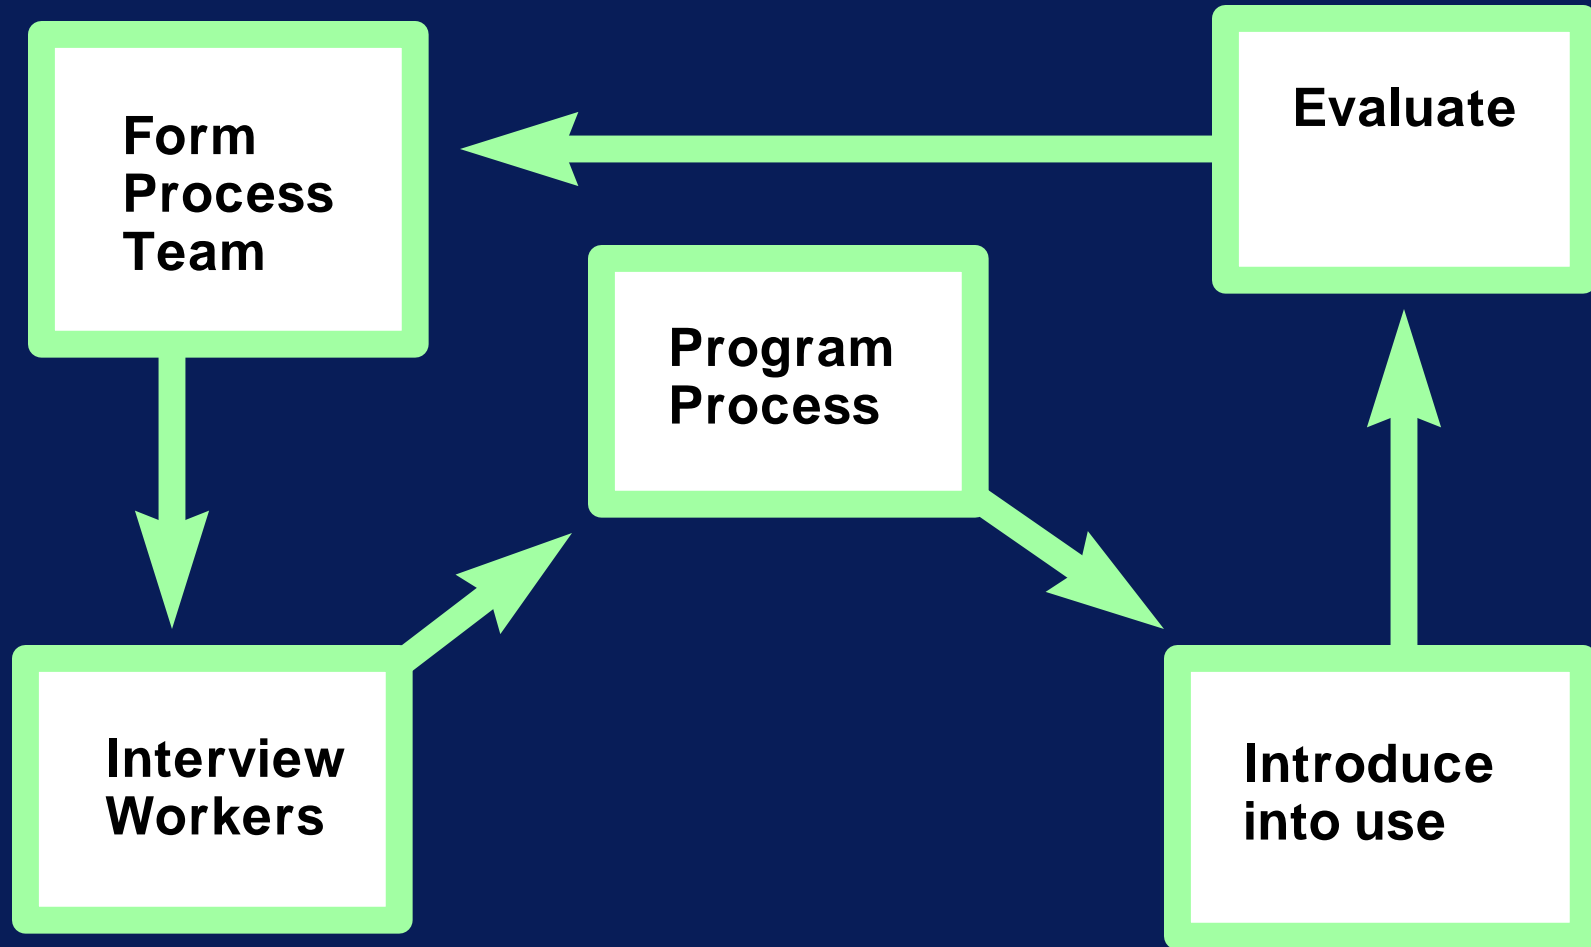 Form
Process
Team
Evaluate
Program
Process
Interview
Workers
Introduce
into use